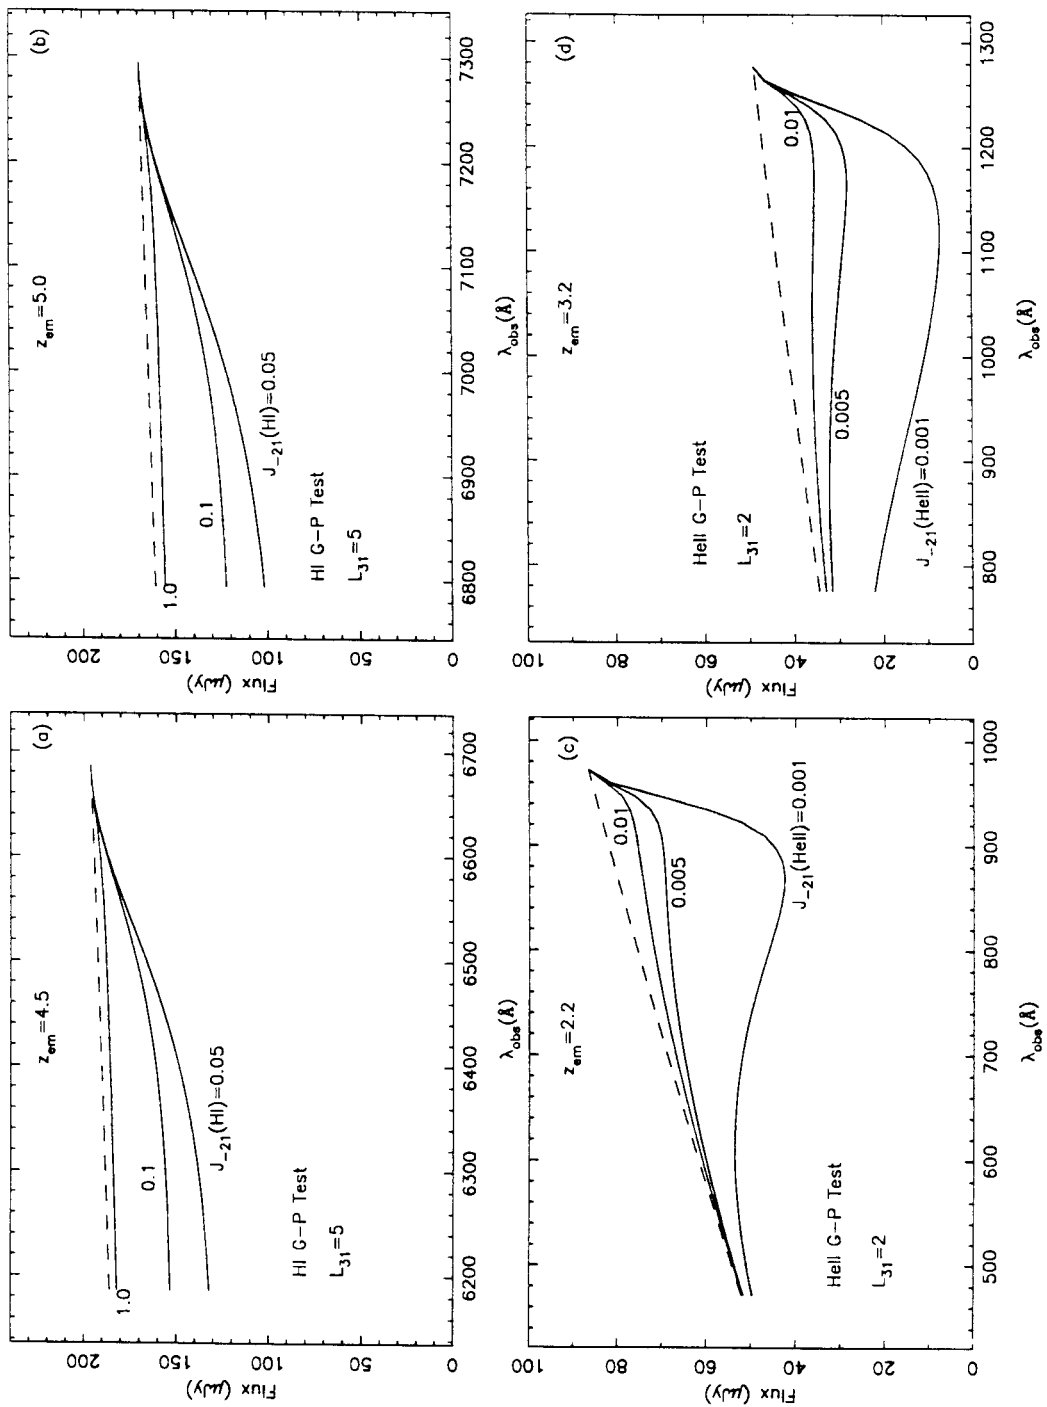 (a)
z_em=4.5
1.0
0.1
J_-21(HI)=0.05
HI G-P Test
L_31=5
Flux (μJy)
200
150
100
50
0
6200
6300
6400
6500
6600
6700
λ_obs(Å)
(b)
z_em=5.0
1.0
0.1
J_-21(HI)=0.05
HI G-P Test
L_31=5
Flux (μJy)
200
150
100
50
0
6800
6900
7000
7100
7200
7300
λ_obs(Å)
(c)
z_em=2.2
0.01
0.005
J_-21(HeII)=0.001
HeII G-P Test
L_31=2
Flux (μJy)
100
80
60
40
20
0
500
600
700
800
900
1000
λ_obs(Å)
(d)
z_em=3.2
0.01
0.005
J_-21(HeII)=0.001
HeII G-P Test
L_31=2
Flux (μJy)
100
80
60
40
20
0
800
900
1000
1100
1200
1300
λ_obs(Å)